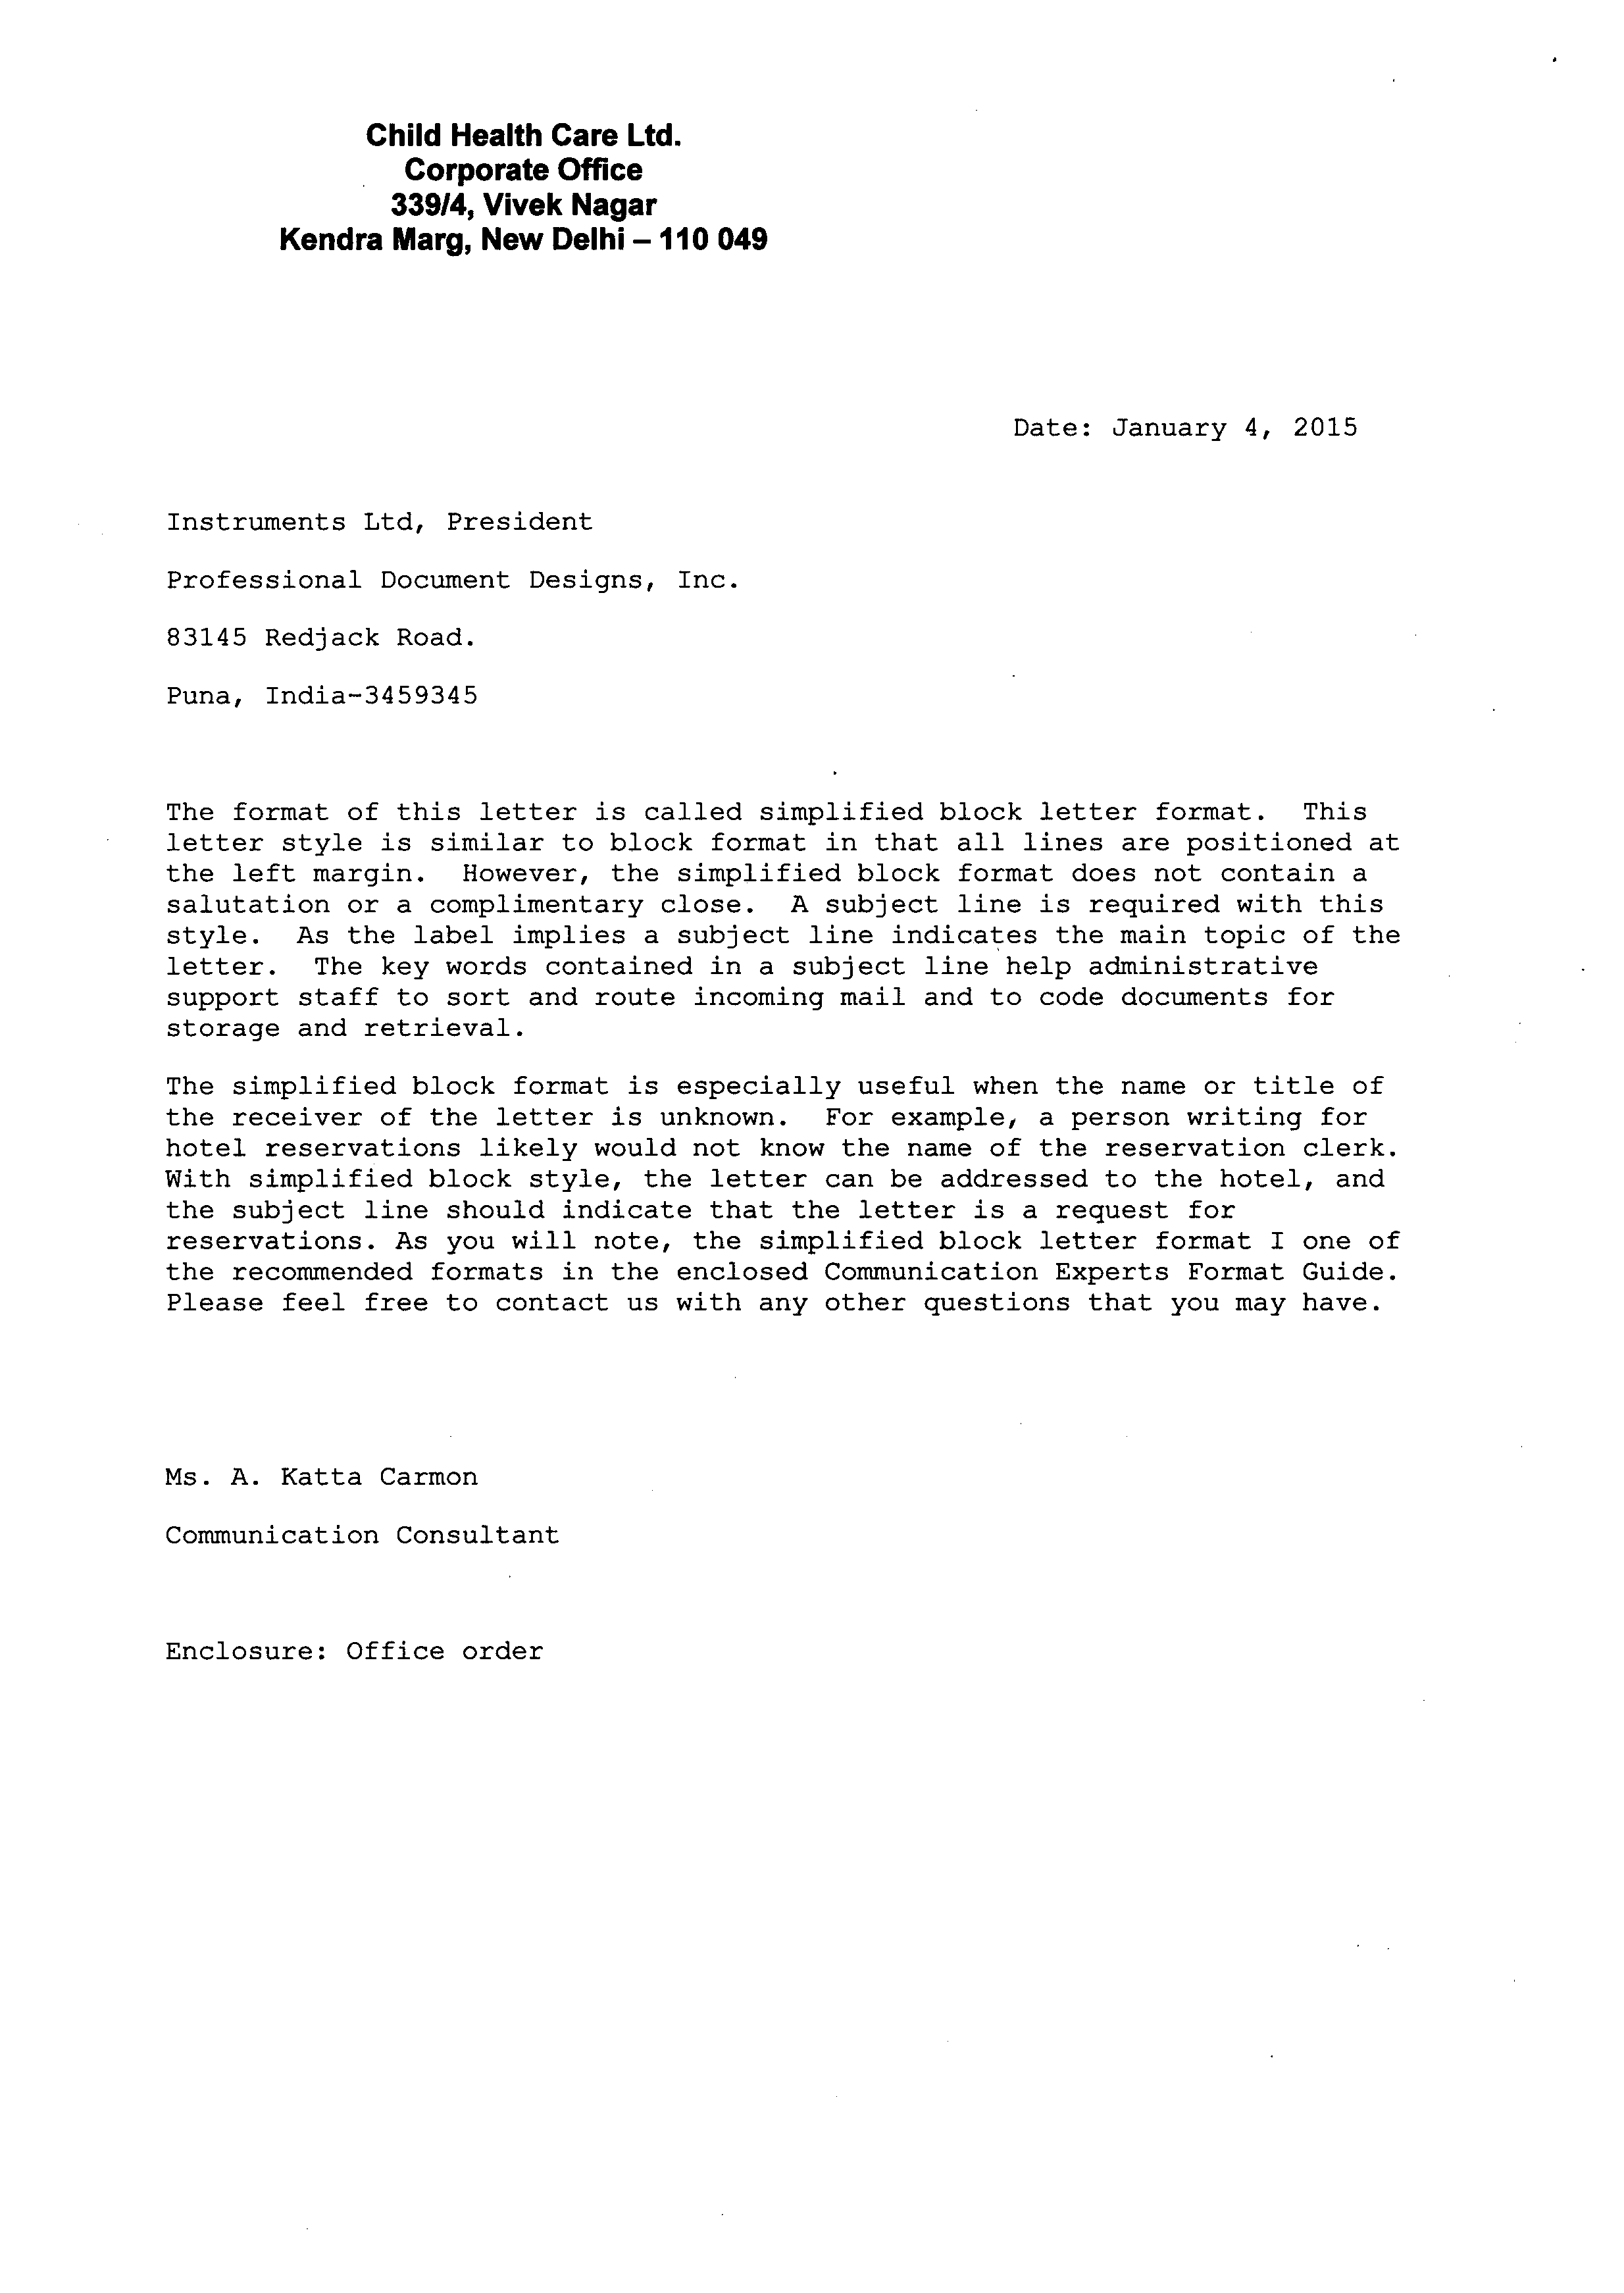 Child Health Care Ltd.
Corporate Office
339/4, Vivek Nagar
Kendra Marg, New Delhi – 110 049
Date: January 4, 2015
Instruments Ltd, President
Professional Document Designs, Inc.
83145 Redjack Road.
Puna, India-3459345
The format of this letter is called simplified block letter format.  This
letter style is similar to block format in that all lines are positioned at
the left margin.  However, the simplified block format does not contain a
salutation or a complimentary close.  A subject line is required with this
style.  As the label implies a subject line indicates the main topic of the
letter.  The key words contained in a subject line help administrative
support staff to sort and route incoming mail and to code documents for
storage and retrieval.
The simplified block format is especially useful when the name or title of
the receiver of the letter is unknown.  For example, a person writing for
hotel reservations likely would not know the name of the reservation clerk.
With simplified block style, the letter can be addressed to the hotel, and
the subject line should indicate that the letter is a request for
reservations. As you will note, the simplified block letter format I one of
the recommended formats in the enclosed Communication Experts Format Guide.
Please feel free to contact us with any other questions that you may have.
Ms. A. Katta Carmon
Communication Consultant
Enclosure: Office order